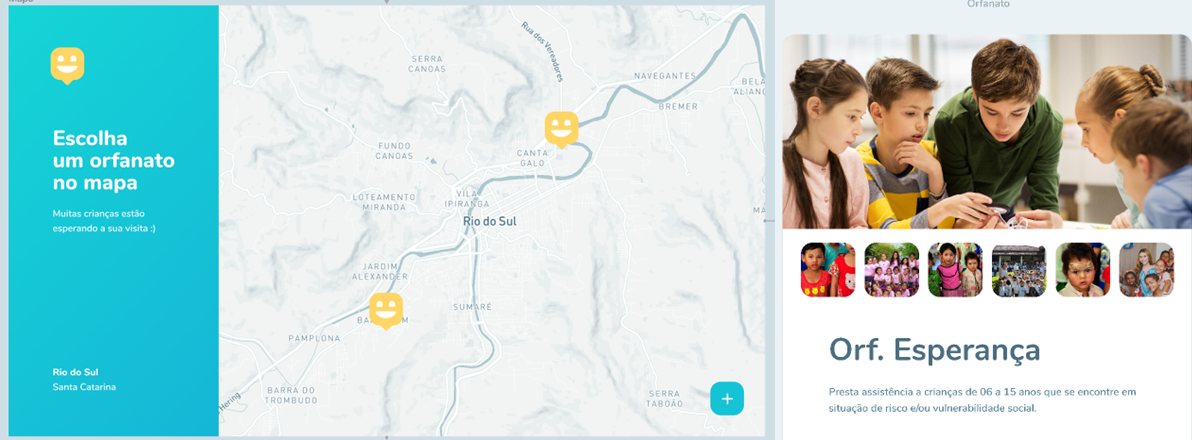 Mapa
Escolha
um orfanato
no mapa
Muitas crianças estão
esperando a sua visita :)
Rio do Sul
Santa Catarina
SERRA
CANOAS
Rua dos Vereadores
NAVEGANTES
BELA
ALIANÇ
BREMER
FUNDO
CANOAS
CANTA
GALO
LOTEAMENTO
MIRANDA
VILA
IPIRANGA
Rio do Sul
MA
JARDIM
ALEXANDER
SUMARÉ
BA
M
PAMPLONA
BARRA DO
TROMBUDO
Hering
SERRA
TABOÃO
+
Orfanato
Orf. Esperança
Presta assistência a crianças de 06 a 15 anos que se encontre em
situação de risco e/ou vulnerabilidade social.